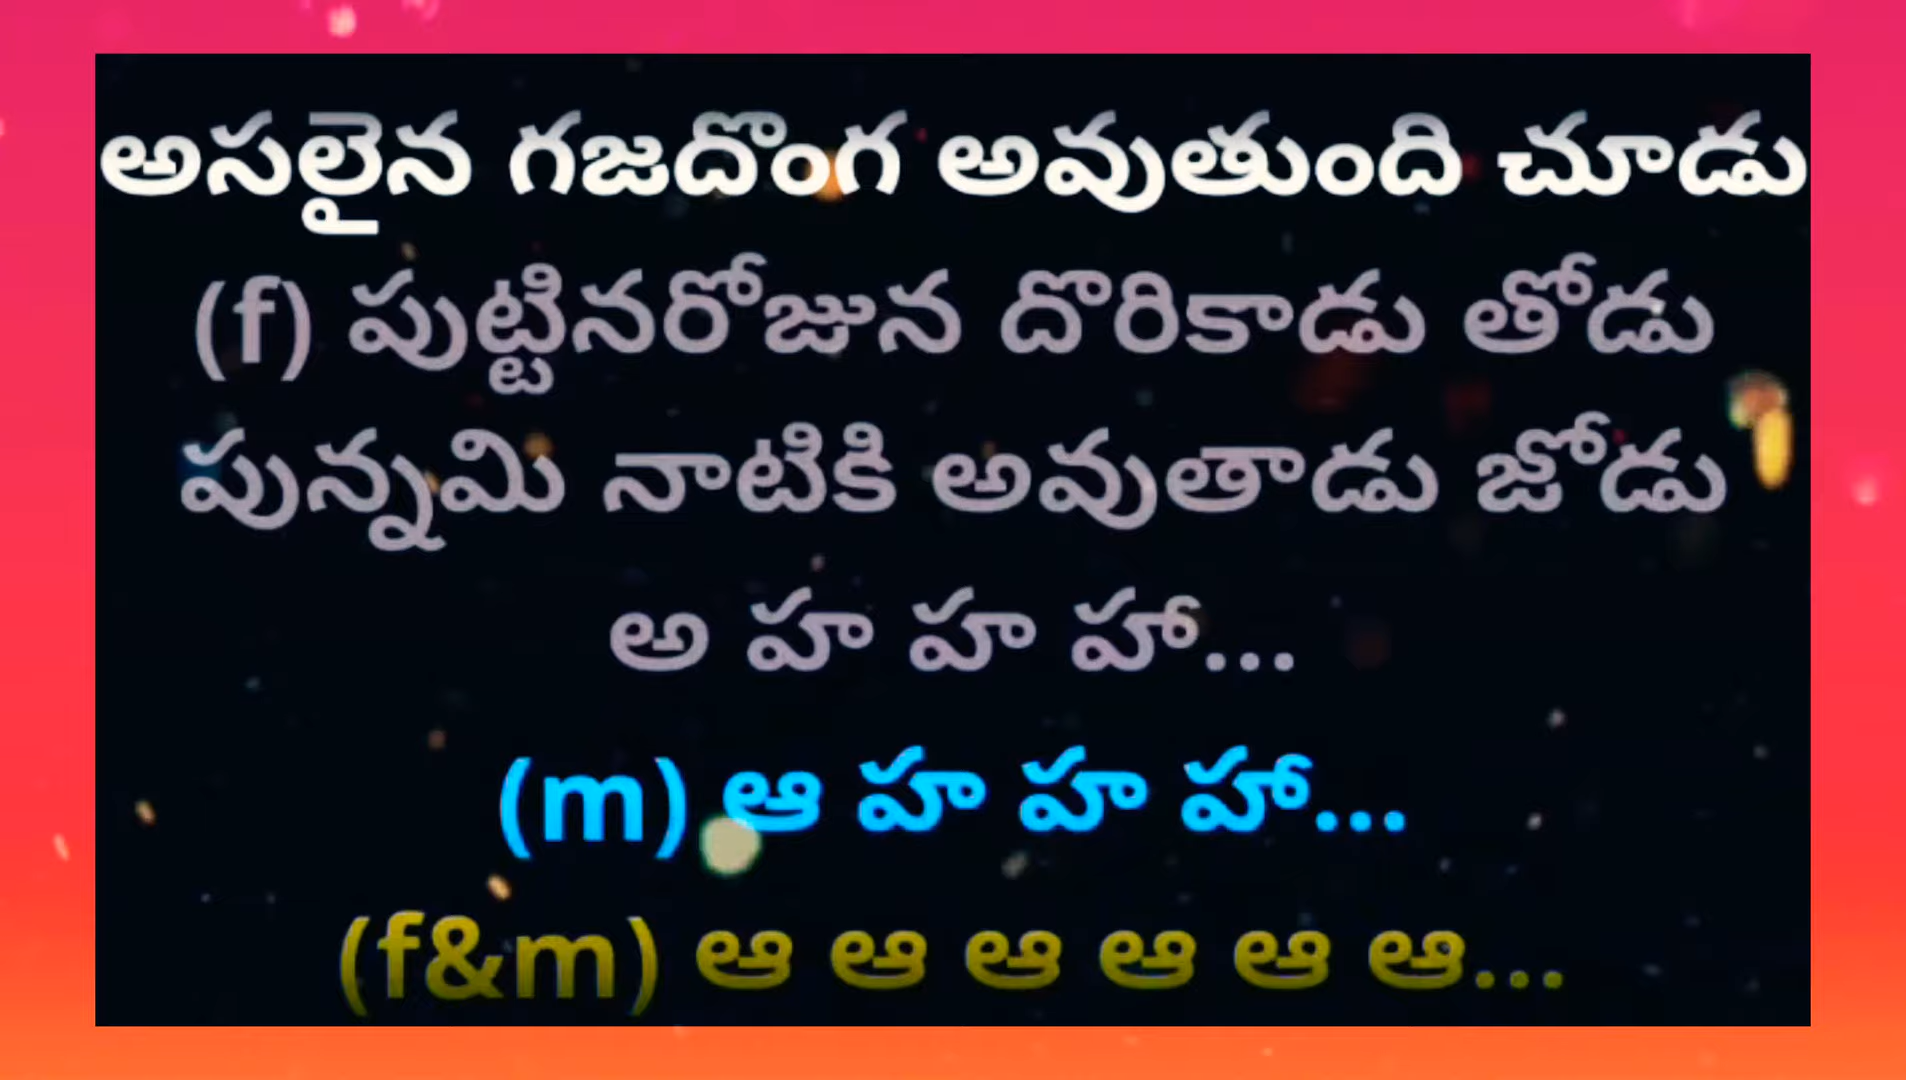 అసలైన గజదొంగ అవుతుంది చూడు
(f) పుట్టినరోజున దొరికాడు తోడు
పున్నమి నాటికి అవుతాడు జోడు
అ హ హ హా...
(m) ఆ హ హ హా...
(f&m) ఆ ఆ ఆ ఆ ఆ ఆ...